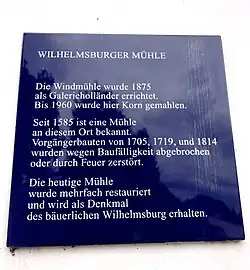 WILHELMSBURGER MÜHLE
Die Windmühle wurde 1875
als Galericholländer errichtet.
Bis 1960 wurde hier Korn gemahlen.
Seit 1585 ist eine Mühle
an diesem Ort bekannt.
Vorgängerbauten von 1705, 1719, und 1814
wurden wegen Baufälligkeit abgebrochen
oder durch Feuer zerstört.
Die heutige Mühle
wurde mehrfach restauriert
und wird als Denkmal
des bäuerlichen Wilhelmsburg erhalten.